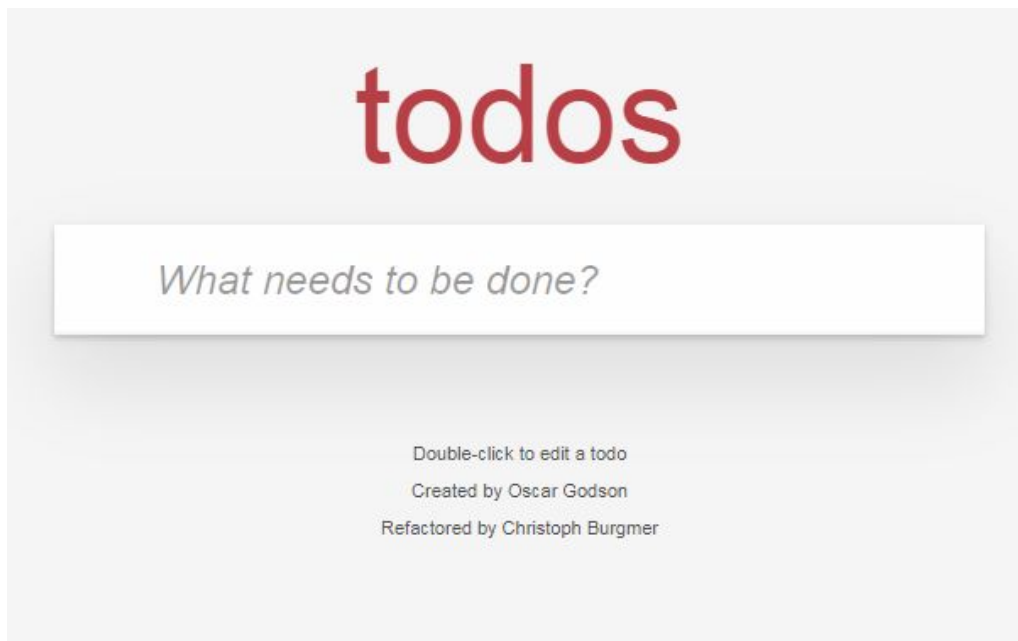 todos
What needs to be done?
Double-click to edit a todo
Created by Oscar Godson
Refactored by Christoph Burgmer